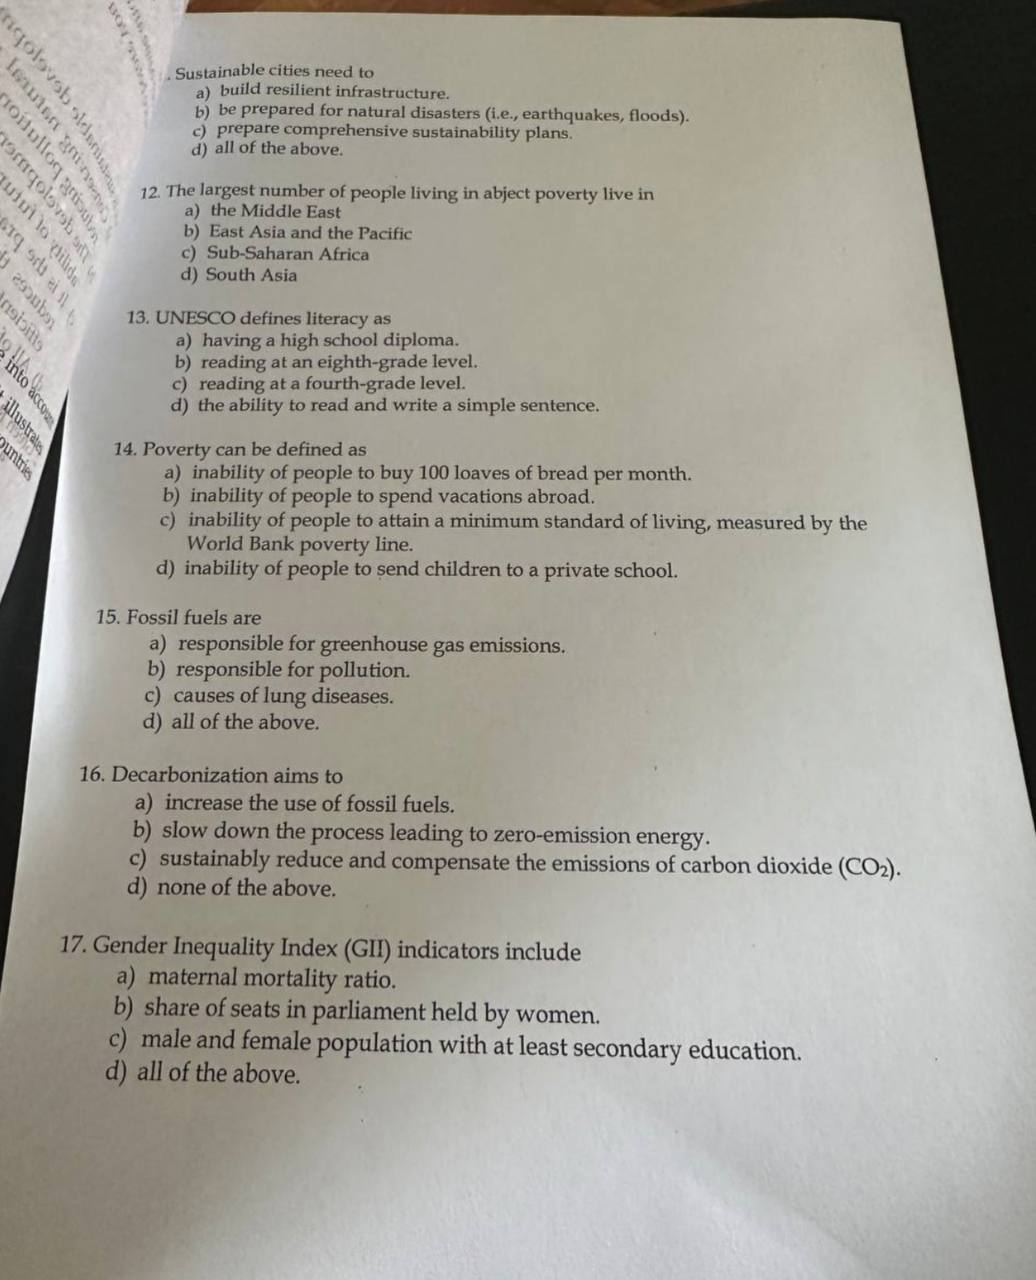 . Sustainable cities need to
a) build resilient infrastructure.
b) be prepared for natural disasters (i.e., earthquakes, floods).
c) prepare comprehensive sustainability plans.
d) all of the above.
12. The largest number of people living in abject poverty live in
a) the Middle East
b) East Asia and the Pacific
c) Sub-Saharan Africa
d) South Asia
13. UNESCO defines literacy as
a) having a high school diploma.
b) reading at an eighth-grade level.
c) reading at a fourth-grade level.
d) the ability to read and write a simple sentence.
14. Poverty can be defined as
a) inability of people to buy 100 loaves of bread per month.
b) inability of people to spend vacations abroad.
c) inability of people to attain a minimum standard of living, measured by the
World Bank poverty line.
d) inability of people to send children to a private school.
15. Fossil fuels are
a) responsible for greenhouse gas emissions.
b) responsible for pollution.
c) causes of lung diseases.
d) all of the above.
16. Decarbonization aims to
a) increase the use of fossil fuels.
b) slow down the process leading to zero-emission energy.
c) sustainably reduce and compensate the emissions of carbon dioxide (CO₂).
d) none of the above.
17. Gender Inequality Index (GII) indicators include
a) maternal mortality ratio.
b) share of seats in parliament held by women.
c) male and female population with at least secondary education.
d) all of the above.
into
illustrates